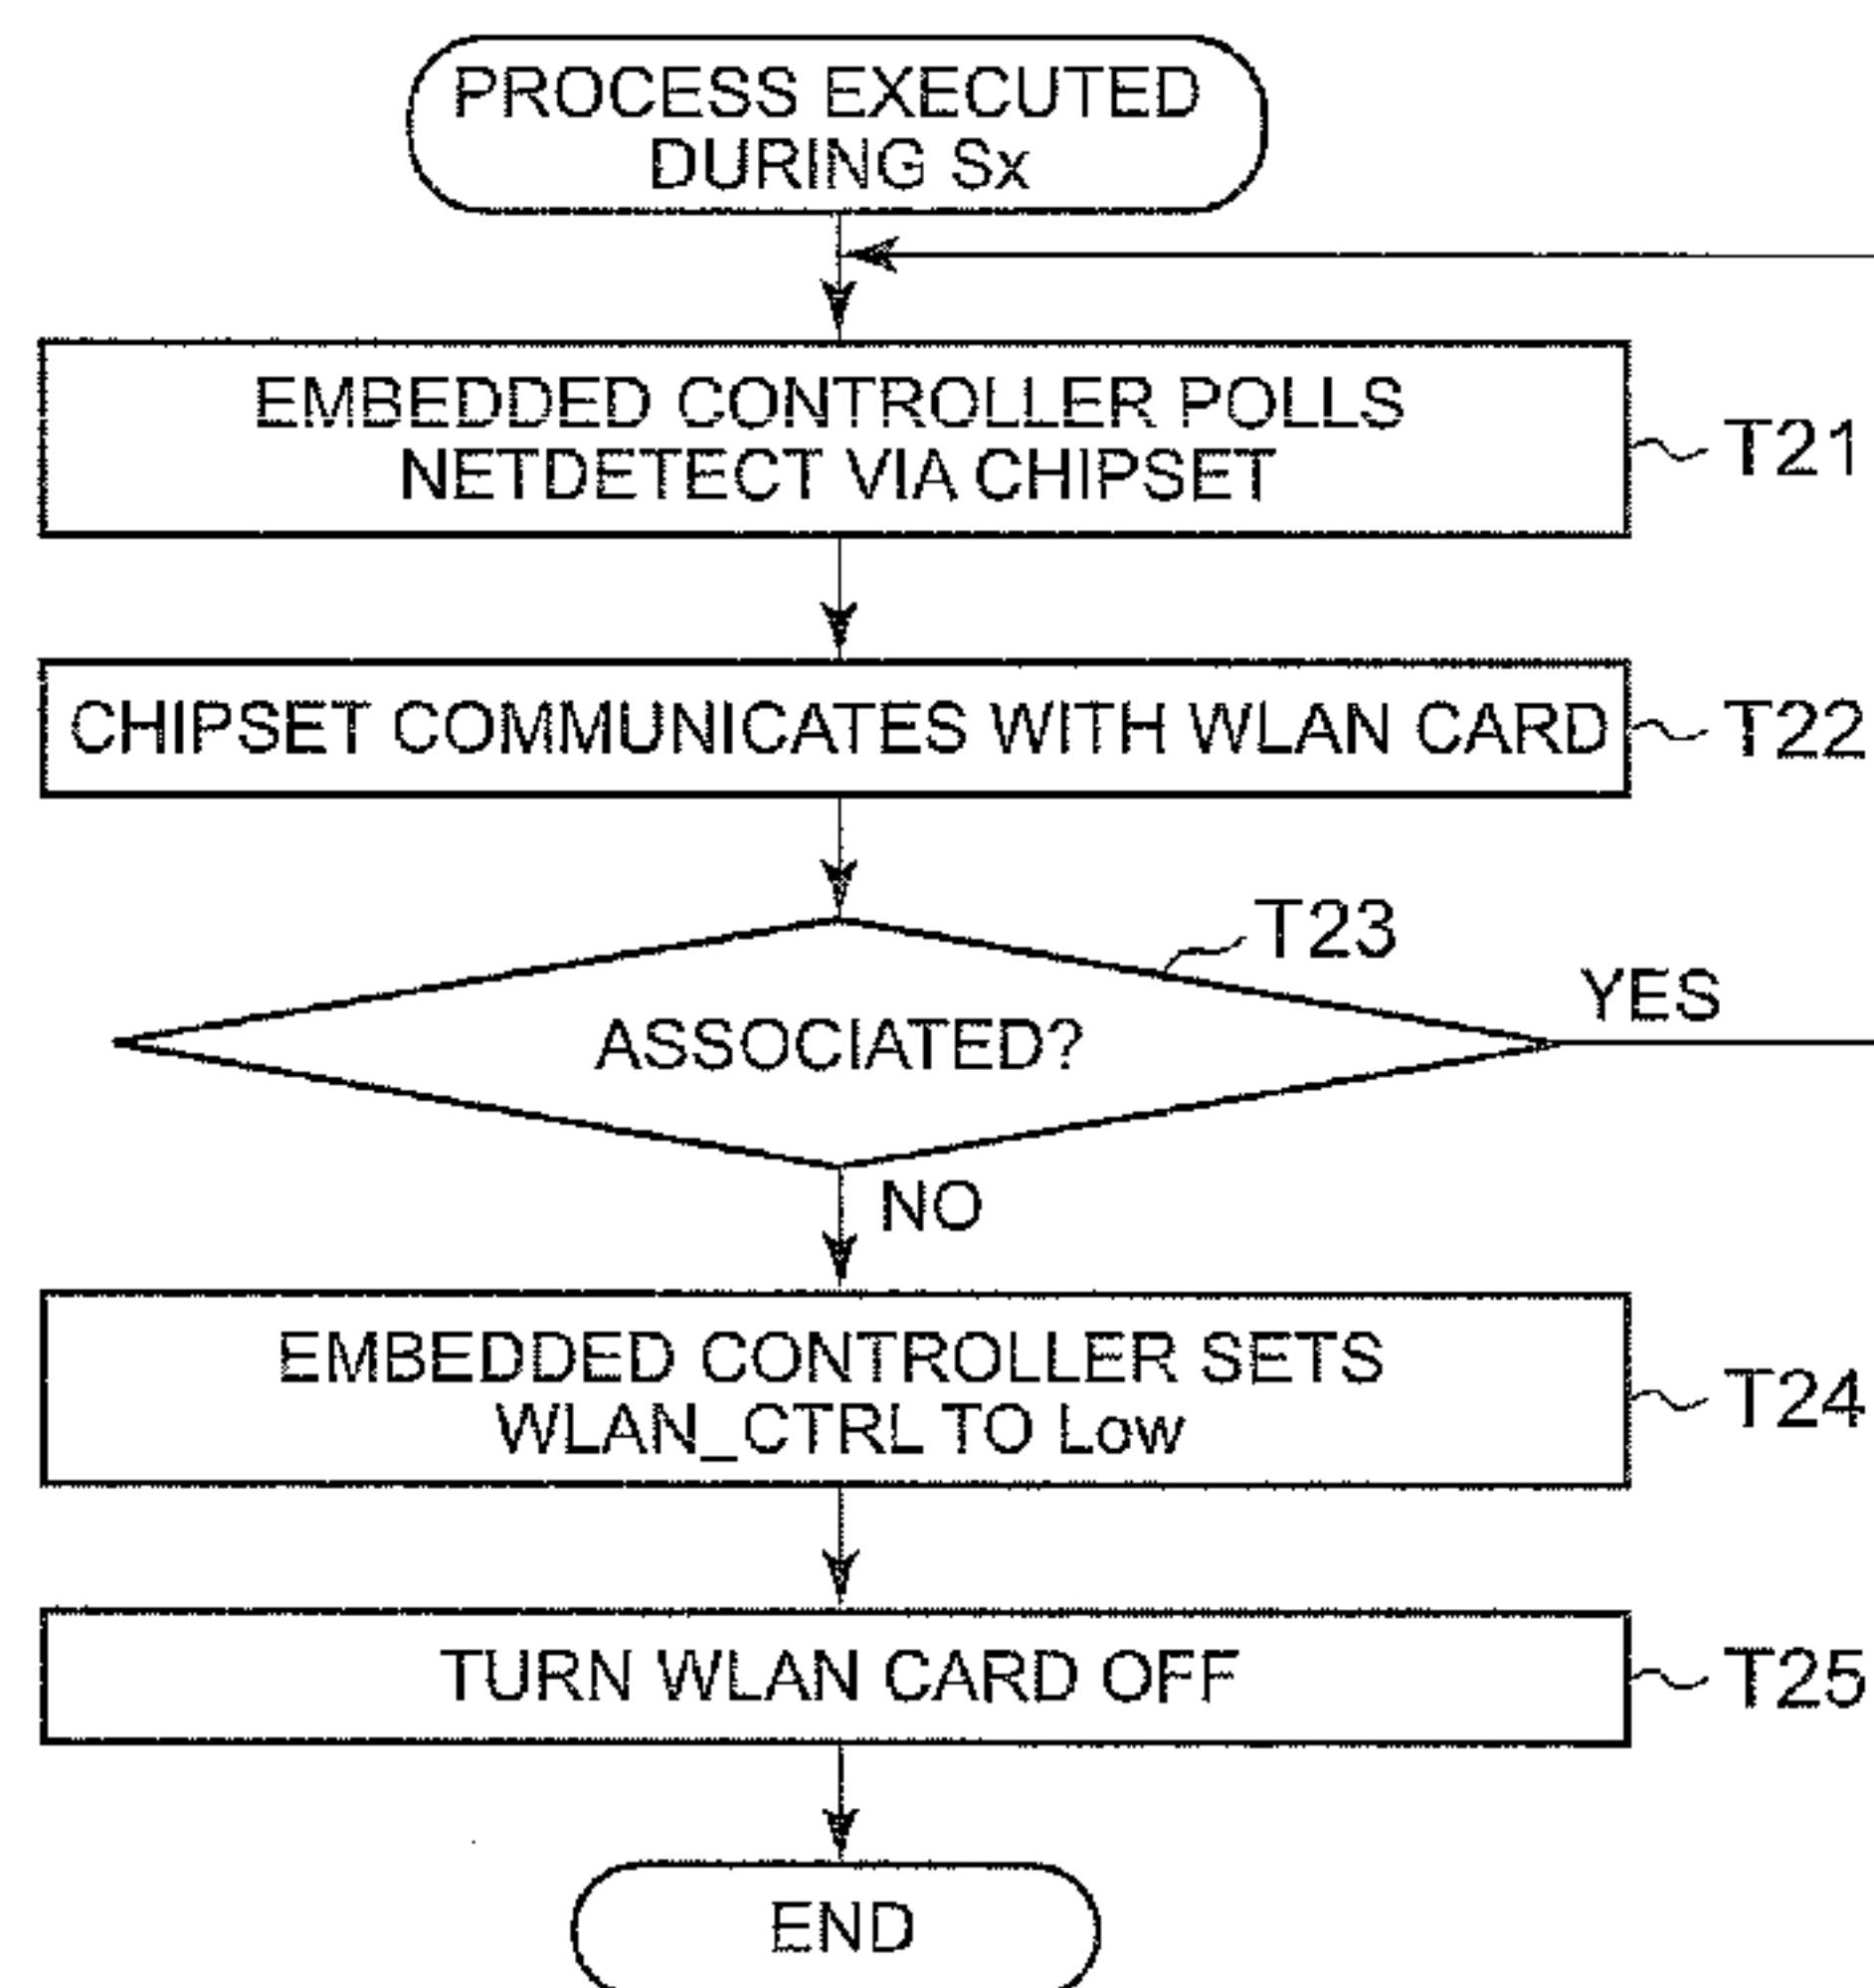 PROCESS EXECUTED
DURING Sx
EMBEDDED CONTROLLER POLLS
NETDETECT VIA CHIPSET
T21
CHIPSET COMMUNICATES WITH WLAN CARD
T22
T23
ASSOCIATED?
YES
NO
EMBEDDED CONTROLLER SETS
WLAN_CTRL TO Low
T24
TURN WLAN CARD OFF
T25
END